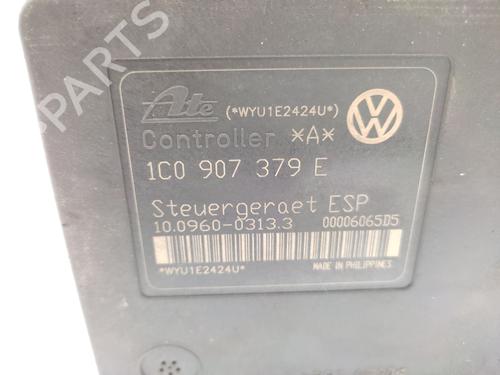 Ate (*WYU1E2424U*)
Controller *A*
1C0 907 379 E
Steuergeraet ESP
10.0960-0313.3 00006065D5
*WYU1E2424U* MADE IN PHILIPPINES
PARTS